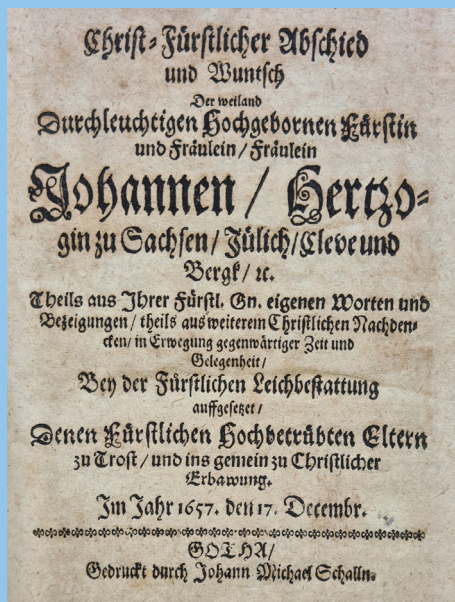 Christ-Fürstlicher Abschied
und Wuntsch
Der weiland
Durchleuchtigen Hochgebornen Fürstin
und Fräulein/ Fräulein
Johannen/ Hertzo-
gin zu Sachsen/ Jülich/ Cleve und
Bergk/ ꝛc.
Theils aus Ihrer Fürstl. Gn. eigenen Worten und
Bezeigungen/ theils aus weiterem Christlichen Nachden-
cken/ in Erwegung gegenwärtiger Zeit und
Gelegenheit/
Bey der Fürstlichen Leichbestattung
auffgesetzet/
Denen Fürstlichen Hochbetrübten Eltern
zu Trost/ und ins gemein zu Christlicher
Erbawung.
Im Jahr 1657. den 17. Decembr.
GOTHA/
Gedruckt durch Johann Michael Schalln.